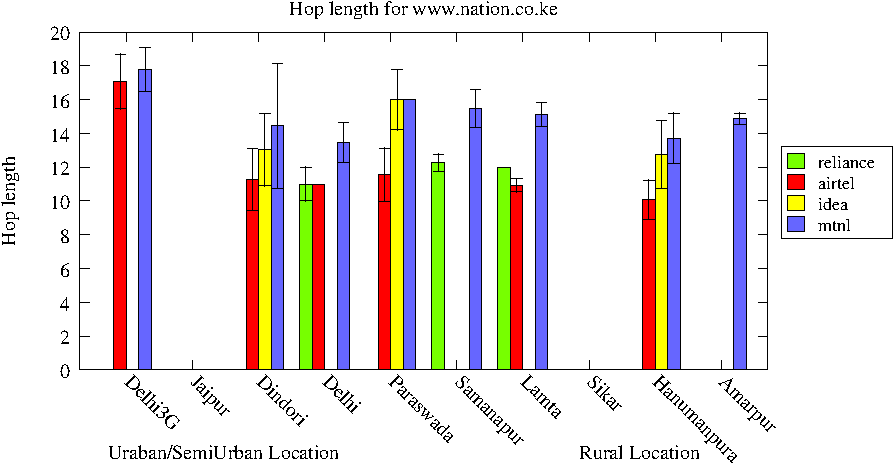 Hop length for www.nation.co.ke
Hop length
20
18
16
14
12
10
8
6
4
2
0
reliance
airtel
idea
mtnl
Delhi3G
Jaipur
Dindori
Delhi
Paraswada
Samanapur
Lamta
Sikar
Hanumanpura
Amarpur
Uraban/SemiUrban Location
Rural Location